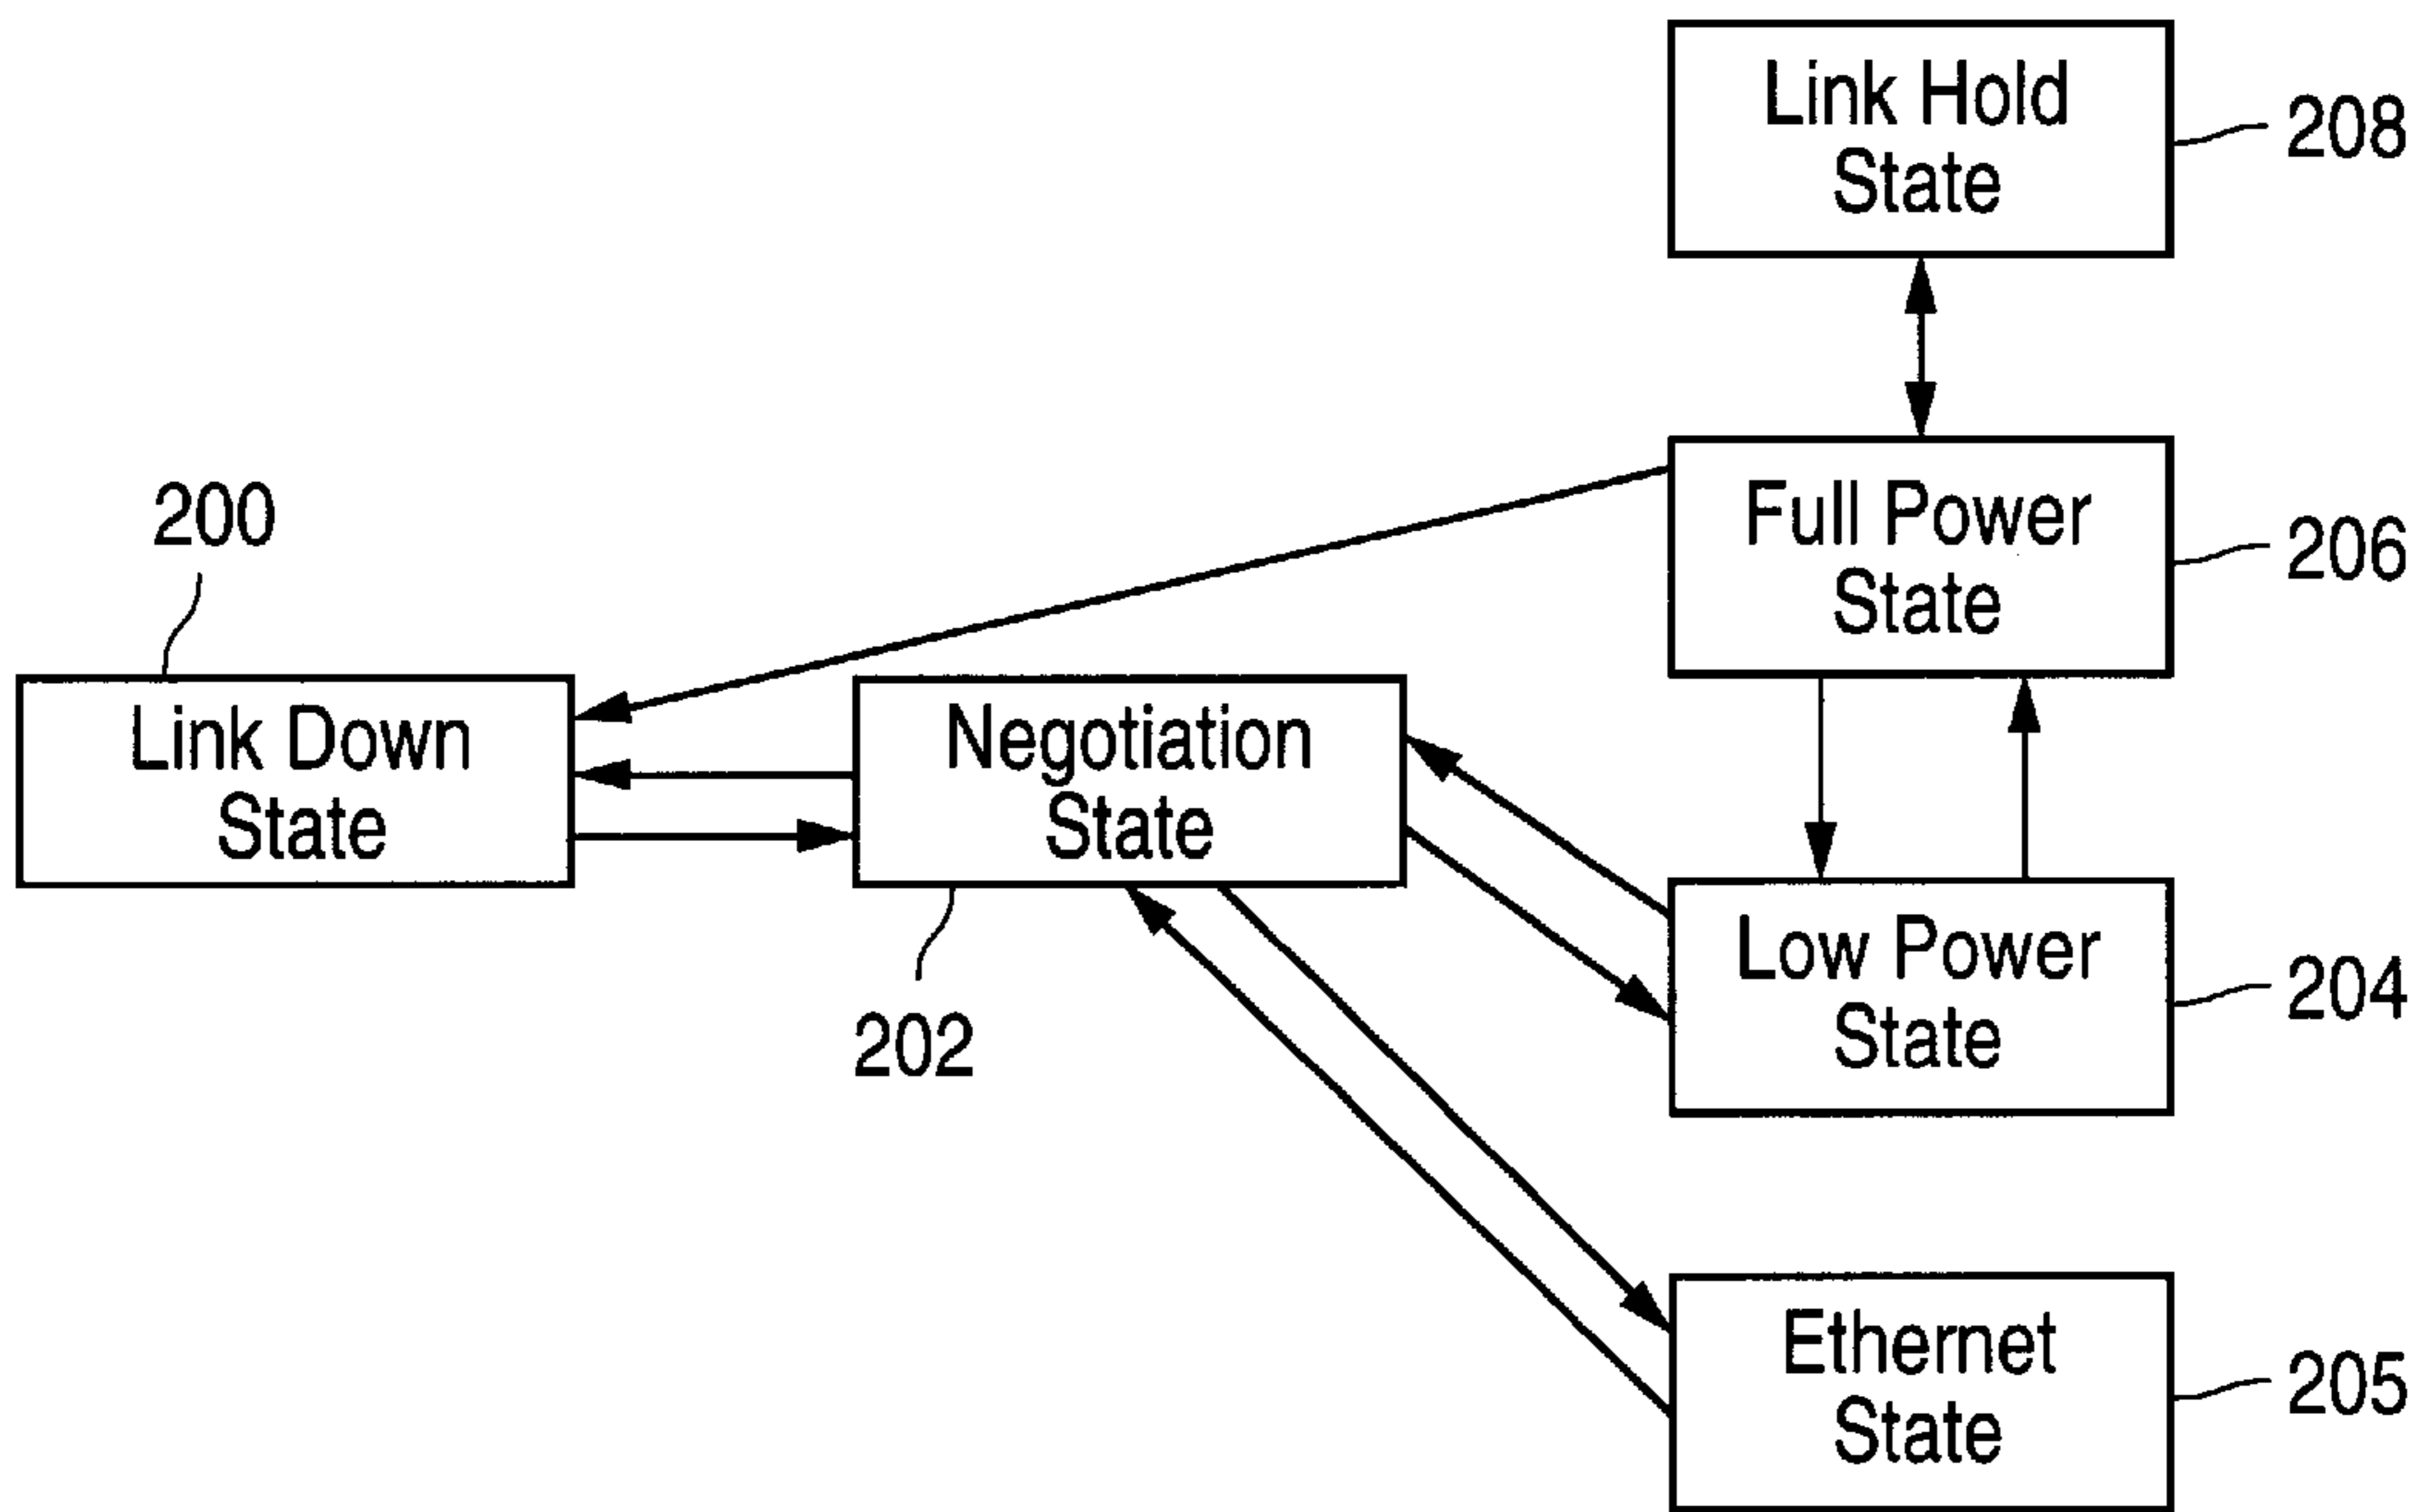 Link Hold
State
208
Full Power
State
206
200
Link Down
State
Negotiation
State
202
Low Power
State
204
Ethernet
State
205